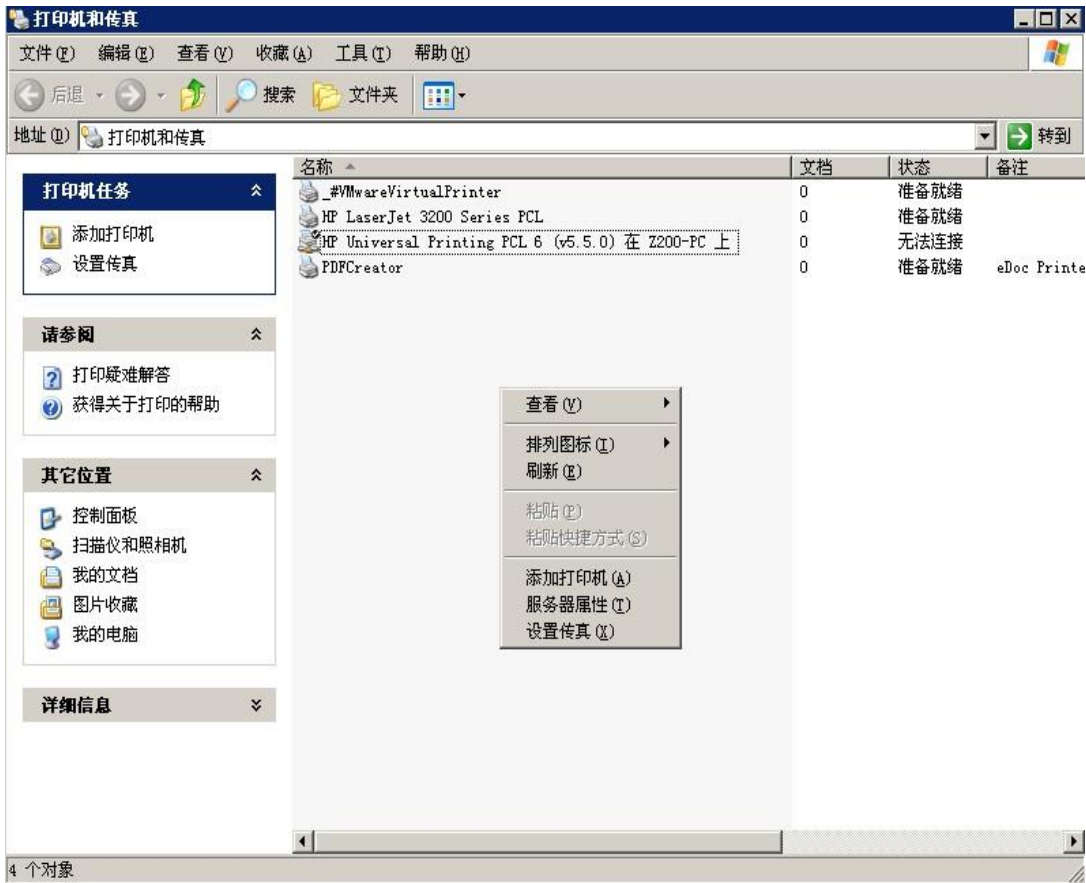 打印机和传真
文件(F) 编辑(E) 查看(V) 收藏(A) 工具(T) 帮助(H)
后退 搜索 文件夹
地址(D) 打印机和传真 转到
打印机任务
添加打印机
设置传真
请参阅
打印疑难解答
获得关于打印的帮助
其它位置
控制面板
扫描仪和照相机
我的文档
图片收藏
我的电脑
详细信息
名称 文档 状态 备注
_#VMwareVirtualPrinter 0 准备就绪
HP LaserJet 3200 Series PCL 0 准备就绪
HP Universal Printing PCL 6 (v5.5.0) 在 Z200-PC 上 0 无法连接
PDFCreator 0 准备就绪 eDoc Printe
查看(V)
排列图标(I)
刷新(E)
粘贴(P)
粘贴快捷方式(S)
添加打印机(A)
服务器属性(T)
设置传真(X)
4 个对象